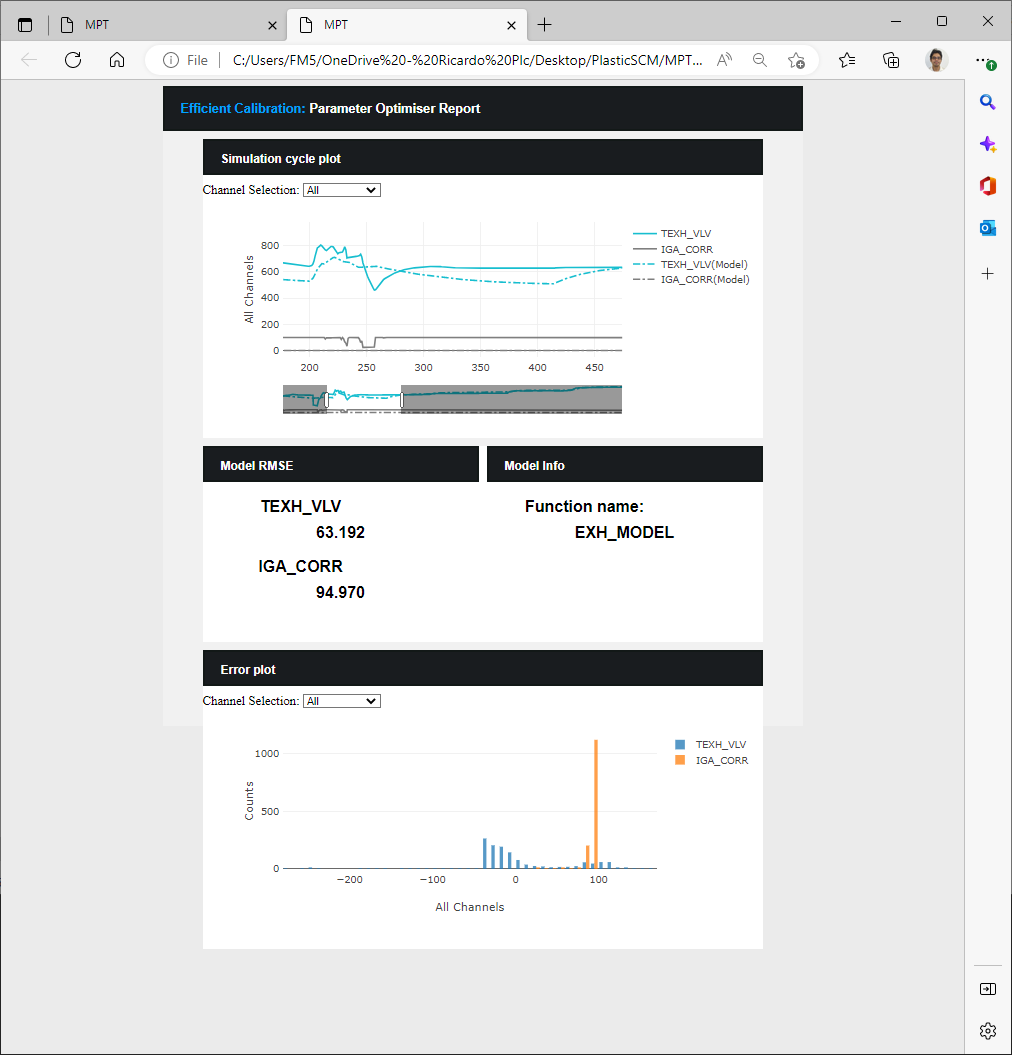 MPT
MPT
File
C:/Users/FM5/OneDrive%20-%20Ricardo%20Plc/Desktop/PlasticSCM/MPT...
Efficient Calibration: Parameter Optimiser Report
Simulation cycle plot
Channel Selection: All
TEXH_VLV
IGA_CORR
TEXH_VLV(Model)
IGA_CORR(Model)
All Channels
800
600
400
200
0
200 250 300 350 400 450
Model RMSE
TEXH_VLV
63.192
IGA_CORR
94.970
Model Info
Function name:
EXH_MODEL
Error plot
Channel Selection: All
TEXH_VLV
IGA_CORR
Counts
1000
500
0
−200 −100 0 100
All Channels